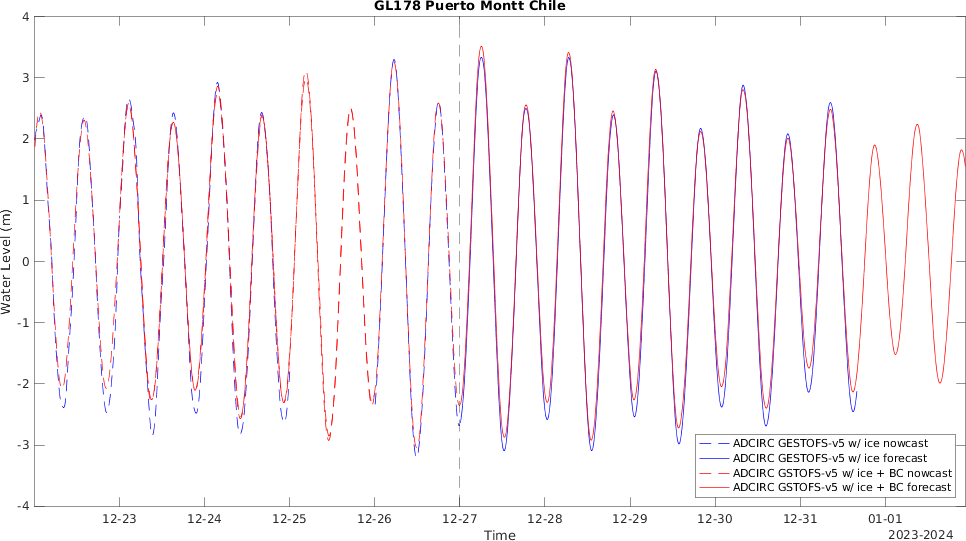 GL178 Puerto Montt Chile
4
3
2
1
0
-1
-2
-3
-4
Water Level (m)
12-23 12-24 12-25 12-26 12-27 12-28 12-29 12-30 12-31 01-01
Time
2023-2024
ADCIRC GESTOFS-v5 w/ ice nowcast
ADCIRC GESTOFS-v5 w/ ice forecast
ADCIRC GSTOFS-v5 w/ ice + BC nowcast
ADCIRC GSTOFS-v5 w/ ice + BC forecast